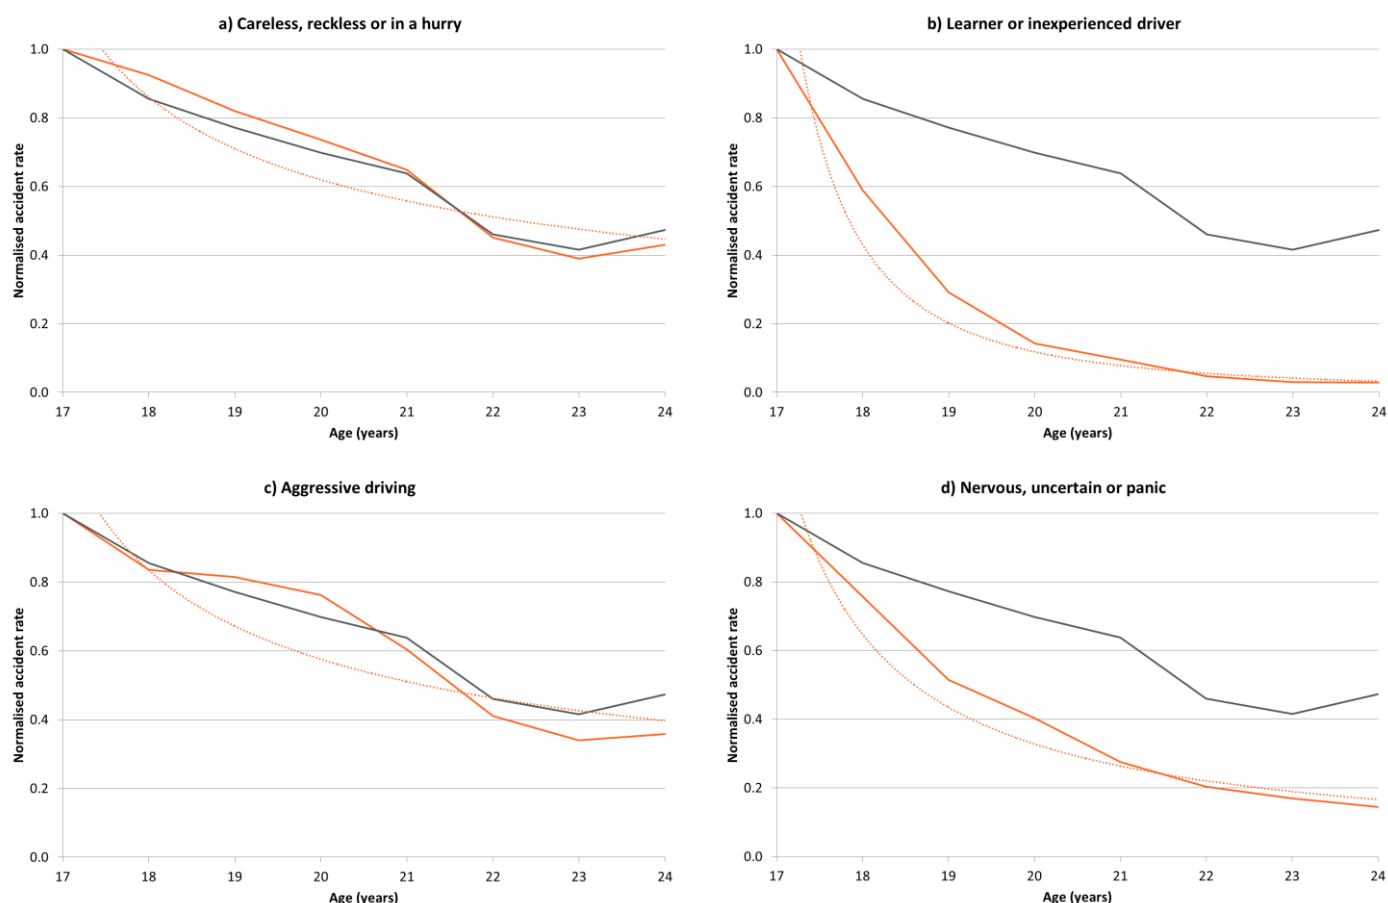 a) Careless, reckless or in a hurry
Normalised accident rate
1.0
0.8
0.6
0.4
0.2
0.0
17 18 19 20 21 22 23 24
Age (years)
b) Learner or inexperienced driver
Normalised accident rate
1.0
0.8
0.6
0.4
0.2
0.0
17 18 19 20 21 22 23 24
Age (years)
c) Aggressive driving
Normalised accident rate
1.0
0.8
0.6
0.4
0.2
0.0
17 18 19 20 21 22 23 24
Age (years)
d) Nervous, uncertain or panic
Normalised accident rate
1.0
0.8
0.6
0.4
0.2
0.0
17 18 19 20 21 22 23 24
Age (years)